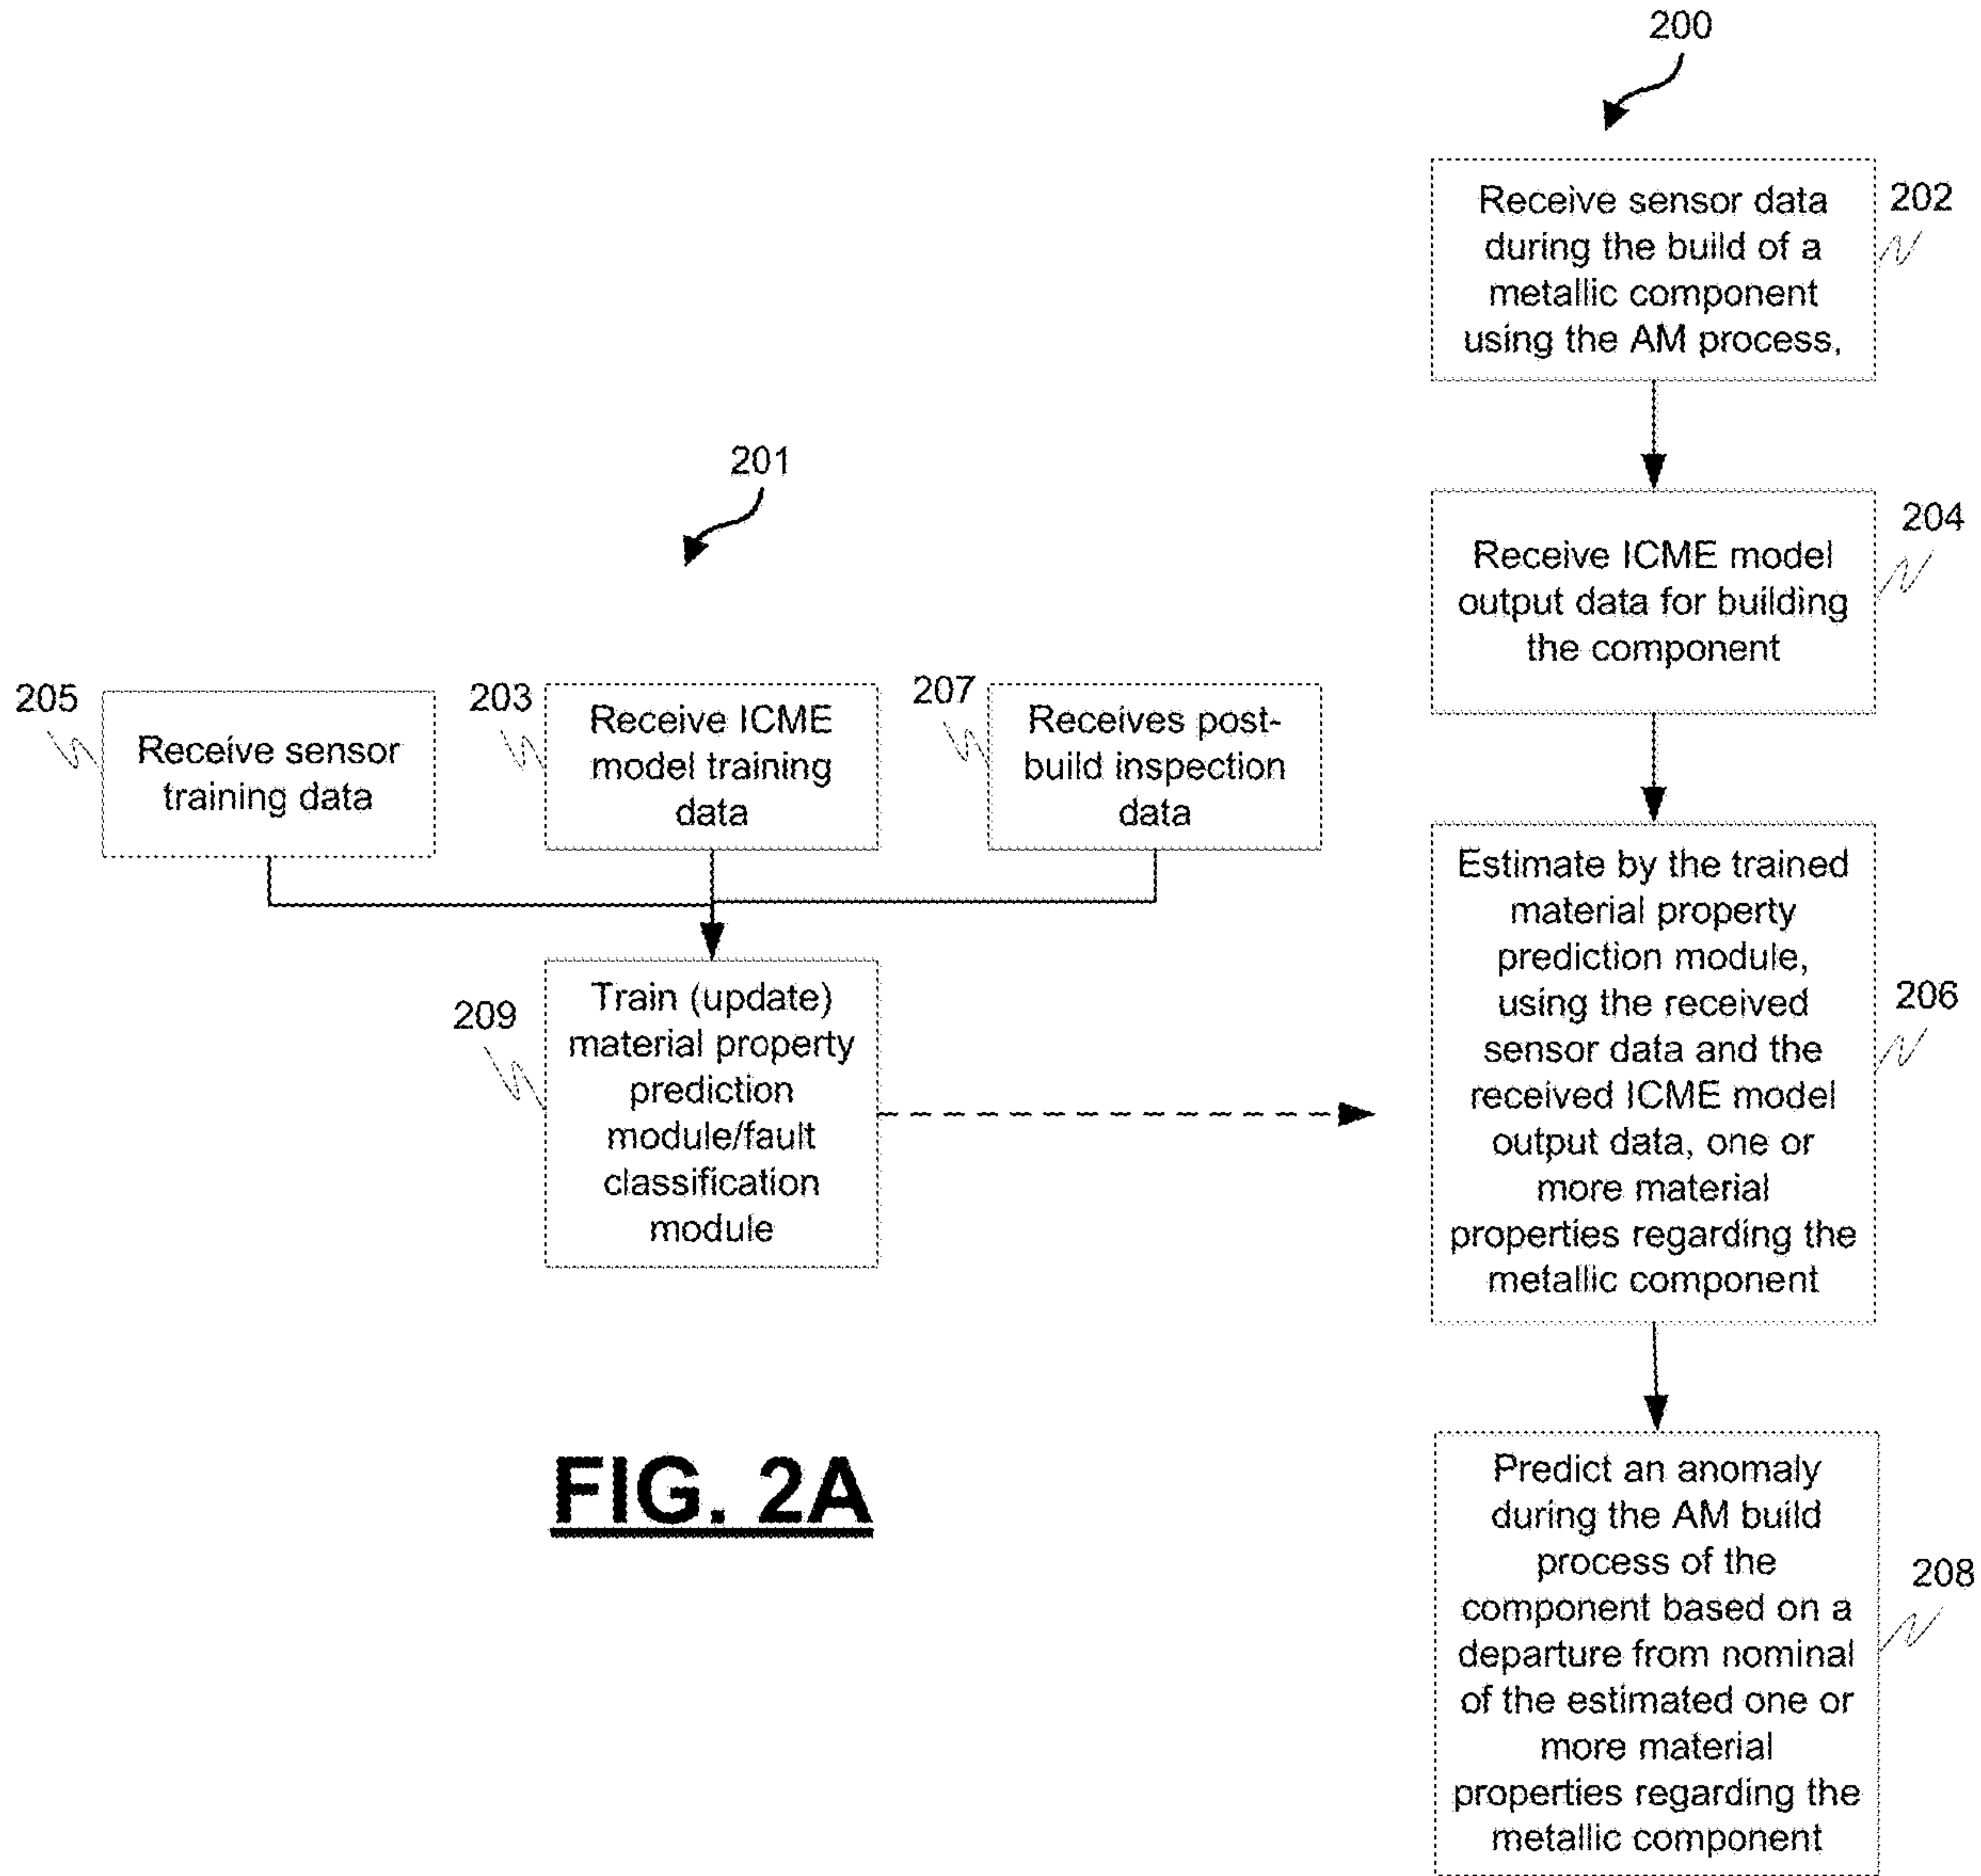 200
Receive sensor data
during the build of a
metallic component
using the AM process,
202
Receive ICME model
output data for building
the component
204
201
205
Receive sensor
training data
203
Receive ICME
model training
data
207
Receives post-
build inspection
data
209
Train (update)
material property
prediction
module/fault
classification
module
Estimate by the trained
material property
prediction module,
using the received
sensor data and the
received ICME model
output data, one or
more material
properties regarding the
metallic component
206
Predict an anomaly
during the AM build
process of the
component based on a
departure from nominal
of the estimated one or
more material
properties regarding the
metallic component
208
FIG. 2A